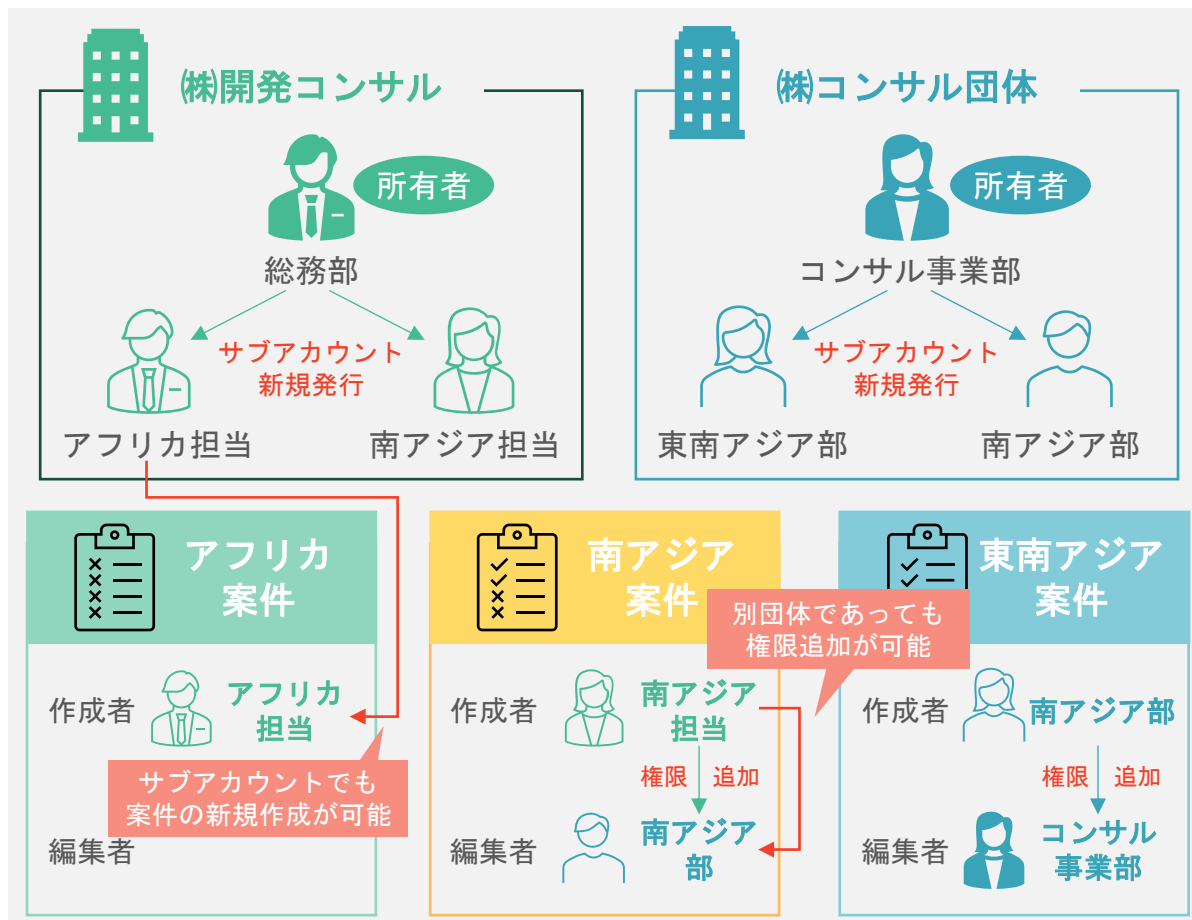 ㈱開発コンサル
所有者
総務部
サブアカウント
新規発行
アフリカ担当
南アジア担当
㈱コンサル団体
所有者
コンサル事業部
サブアカウント
新規発行
東南アジア部
南アジア部
アフリカ
案件
作成者
アフリカ
担当
サブアカウントでも
案件の新規作成が可能
編集者
南アジア
案件
別団体であっても
権限追加が可能
作成者
南アジア
担当
権限 追加
編集者
南アジア
部
東南アジア
案件
作成者
南アジア部
権限 追加
編集者
コンサル
事業部